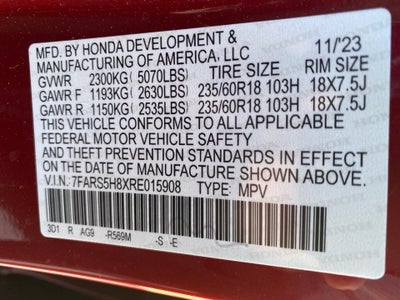 MFD. BY HONDA DEVELOPMENT & 11/'23
MANUFACTURING OF AMERICA, LLC
GVWR 2300KG ( 5070LBS) TIRE SIZE RIM SIZE
GAWR F 1193KG ( 2630LBS) 235/60R18 103H 18X7.5J
GAWR R 1150KG ( 2535LBS) 235/60R18 103H 18X7.5J
THIS VEHICLE CONFORMS TO ALL APPLICABLE
FEDERAL MOTOR VEHICLE SAFETY
STANDARDS IN EFFECT
ON THE DATE OF MANUFACTURE SHOWN ABOVE.
V.I.N.: 7FARS5H8XRE015908 TYPE: MPV
3D1 R AG9 -R569M -S -E